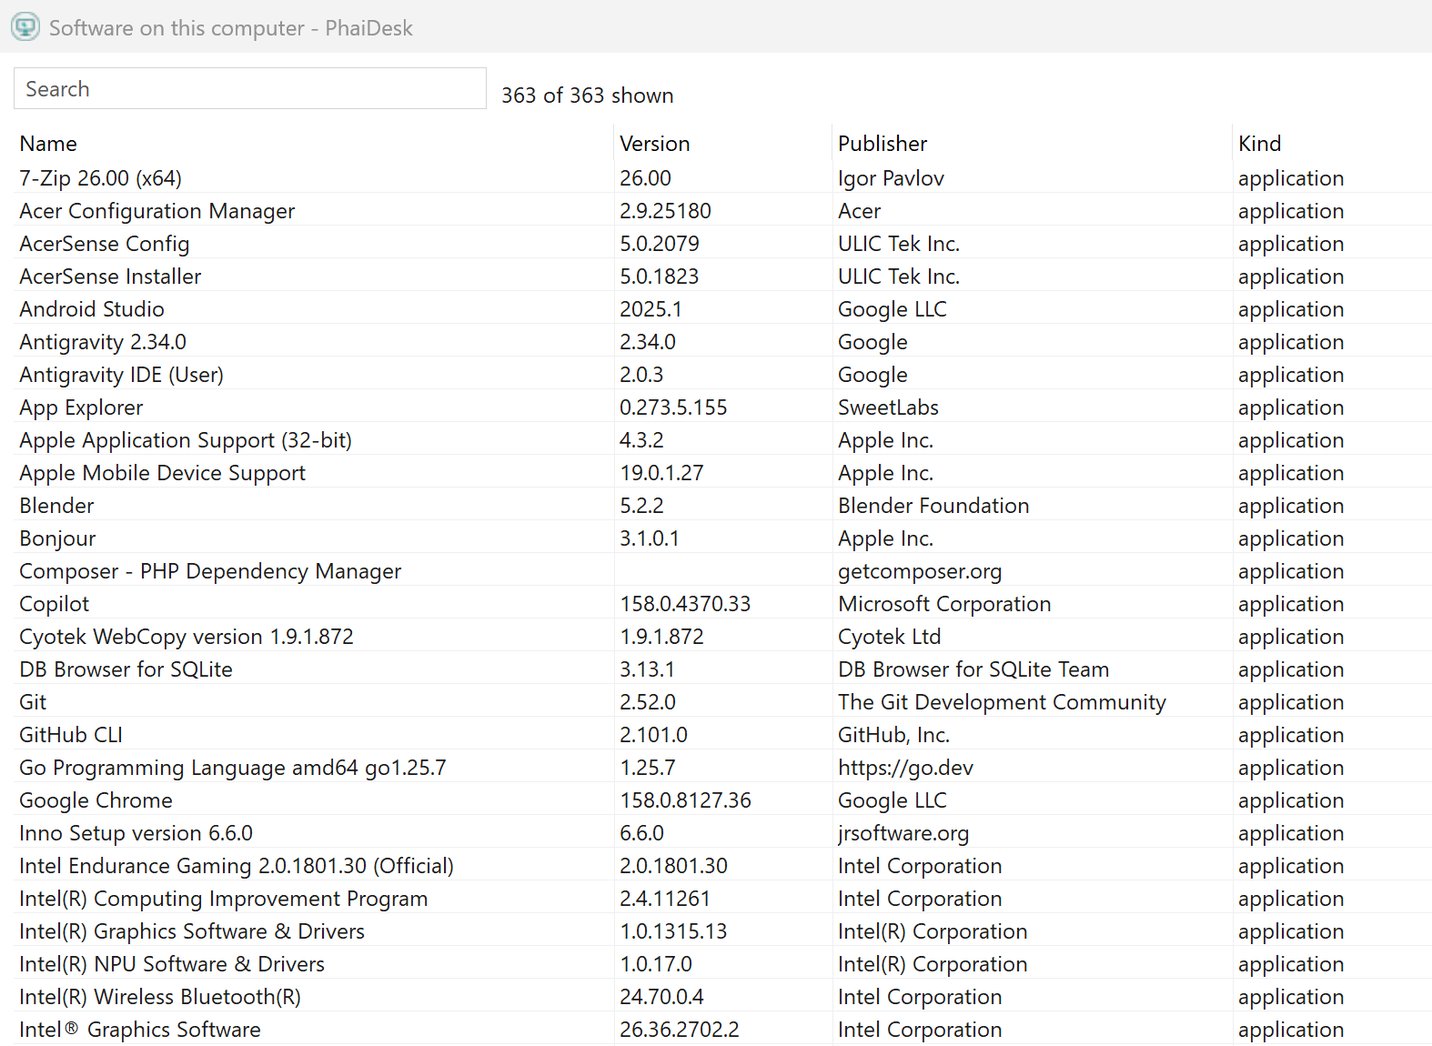 Software on this computer - PhaiDesk
Search
363 of 363 shown
Name Version Publisher Kind
7-Zip 26.00 (x64) 26.00 Igor Pavlov application
Acer Configuration Manager 2.9.25180 Acer application
AcerSense Config 5.0.2079 ULIC Tek Inc. application
AcerSense Installer 5.0.1823 ULIC Tek Inc. application
Android Studio 2025.1 Google LLC application
Antigravity 2.34.0 2.34.0 Google application
Antigravity IDE (User) 2.0.3 Google application
App Explorer 0.273.5.155 SweetLabs application
Apple Application Support (32-bit) 4.3.2 Apple Inc. application
Apple Mobile Device Support 19.0.1.27 Apple Inc. application
Blender 5.2.2 Blender Foundation application
Bonjour 3.1.0.1 Apple Inc. application
Composer - PHP Dependency Manager getcomposer.org application
Copilot 158.0.4370.33 Microsoft Corporation application
Cyotek WebCopy version 1.9.1.872 1.9.1.872 Cyotek Ltd application
DB Browser for SQLite 3.13.1 DB Browser for SQLite Team application
Git 2.52.0 The Git Development Community application
GitHub CLI 2.101.0 GitHub, Inc. application
Go Programming Language amd64 go1.25.7 1.25.7 https://go.dev application
Google Chrome 158.0.8127.36 Google LLC application
Inno Setup version 6.6.0 6.6.0 jrsoftware.org application
Intel Endurance Gaming 2.0.1801.30 (Official) 2.0.1801.30 Intel Corporation application
Intel(R) Computing Improvement Program 2.4.11261 Intel Corporation application
Intel(R) Graphics Software & Drivers 1.0.1315.13 Intel(R) Corporation application
Intel(R) NPU Software & Drivers 1.0.17.0 Intel(R) Corporation application
Intel(R) Wireless Bluetooth(R) 24.70.0.4 Intel Corporation application
Intel® Graphics Software 26.36.2702.2 Intel Corporation application